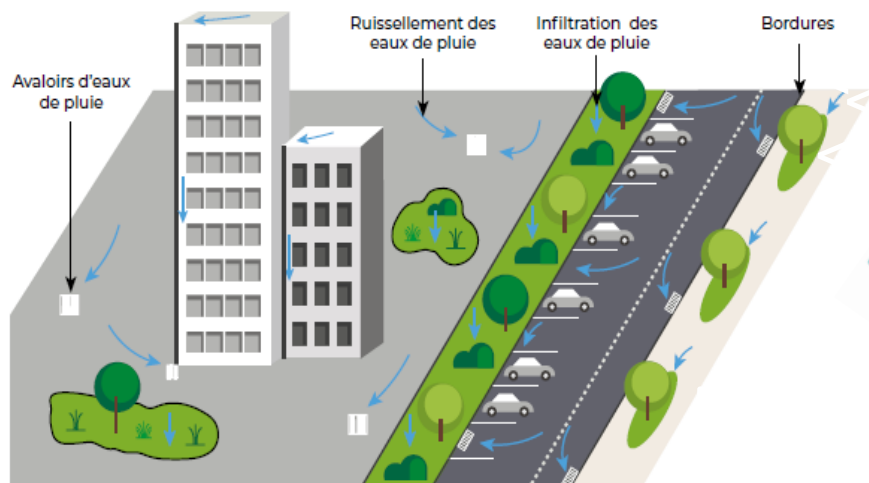 Ruissellement des
eaux de pluie
Infiltration des
eaux de pluie
Bordures
Avaloirs d'eaux
de pluie